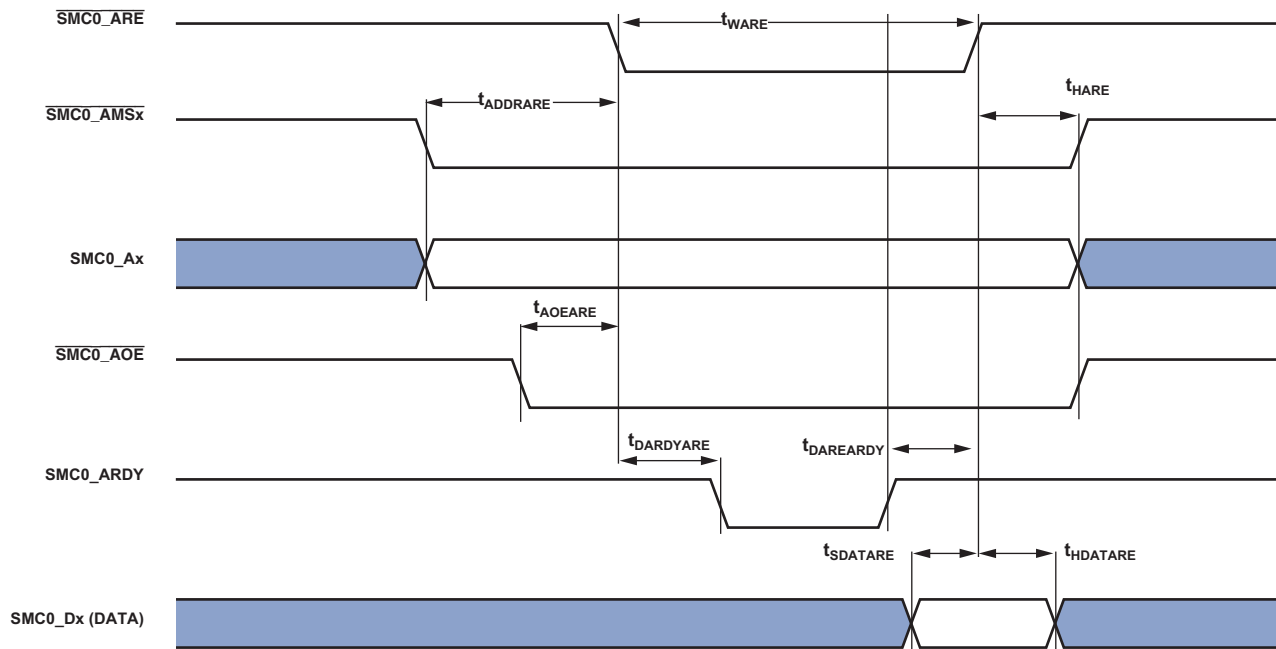 SMC0_ARE
tWARE
tHARE
tADDRARE
SMC0_AMSx
SMC0_Ax
tAOEARE
SMC0_AOE
tDARDYARE
tDAREARDY
SMC0_ARDY
tSDATARE
tHDATARE
SMC0_Dx (DATA)